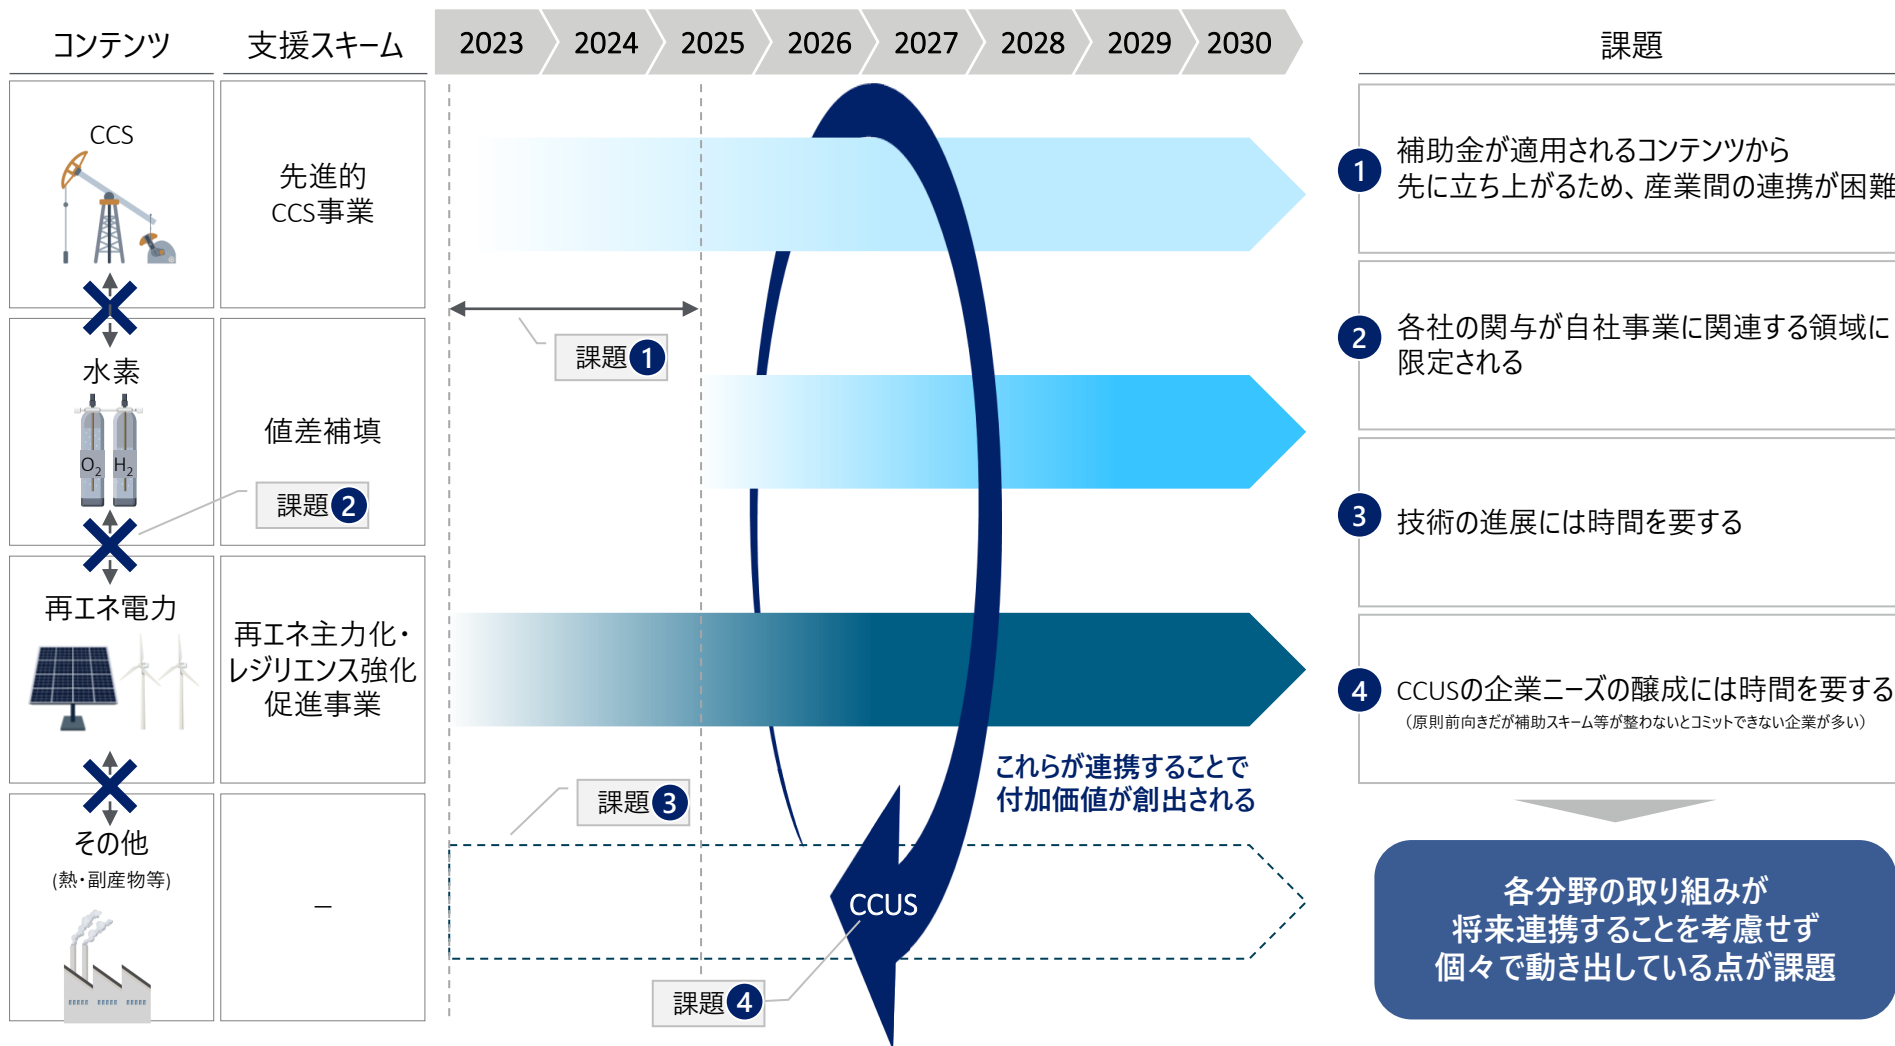 コンテンツ
支援スキーム
2023
2024
2025
2026
2027
2028
2029
2030
課題
CCS
先進的
CCS事業
水素
O2
H2
値差補填
再エネ電力
再エネ主力化・
レジリエンス強化
促進事業
その他
(熱・副産物等)
－
課題1
課題2
課題3
課題4
これらが連携することで
付加価値が創出される
CCUS
1
補助金が適用されるコンテンツから
先に立ち上がるため、産業間の連携が困難
2
各社の関与が自社事業に関連する領域に
限定される
3
技術の進展には時間を要する
4
CCUSの企業ニーズの醸成には時間を要する
（原則前向きだが補助スキーム等が整わないとコミットできない企業が多い）
各分野の取り組みが
将来連携することを考慮せず
個々で動き出している点が課題